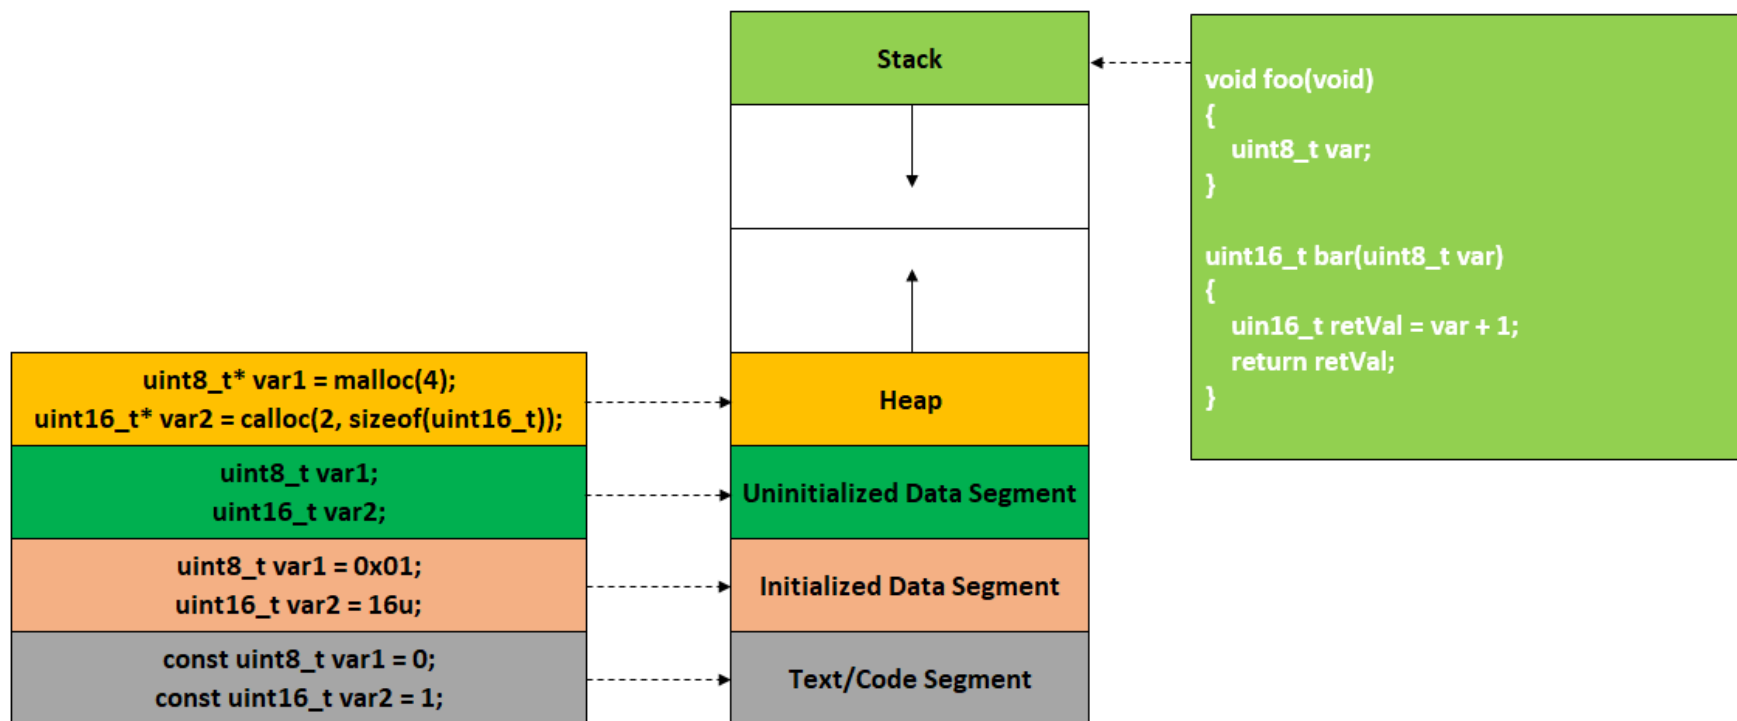 Stack
void foo(void)
{
uint8_t var;
}
uint16_t bar(uint8_t var)
{
uin16_t retVal = var + 1;
return retVal;
}
uint8_t* var1 = malloc(4);
uint16_t* var2 = calloc(2, sizeof(uint16_t));
Heap
uint8_t var1;
uint16_t var2;
Uninitialized Data Segment
uint8_t var1 = 0x01;
uint16_t var2 = 16u;
Initialized Data Segment
const uint8_t var1 = 0;
const uint16_t var2 = 1;
Text/Code Segment